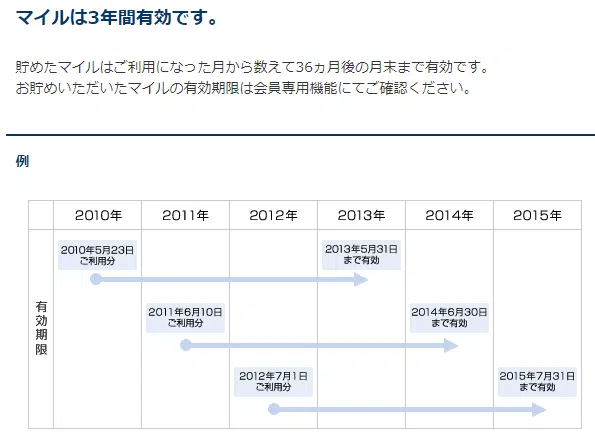 マイルは3年間有効です。
貯めたマイルはご利用になった月から数えて36ヵ月後の月末まで有効です。
お貯めいただいたマイルの有効期限は会員専用機能にてご確認ください。
例
2010年 2011年 2012年 2013年 2014年 2015年
有効期限
2010年5月23日
ご利用分
2013年5月31日
まで有効
2011年6月10日
ご利用分
2014年6月30日
まで有効
2012年7月1日
ご利用分
2015年7月31日
まで有効